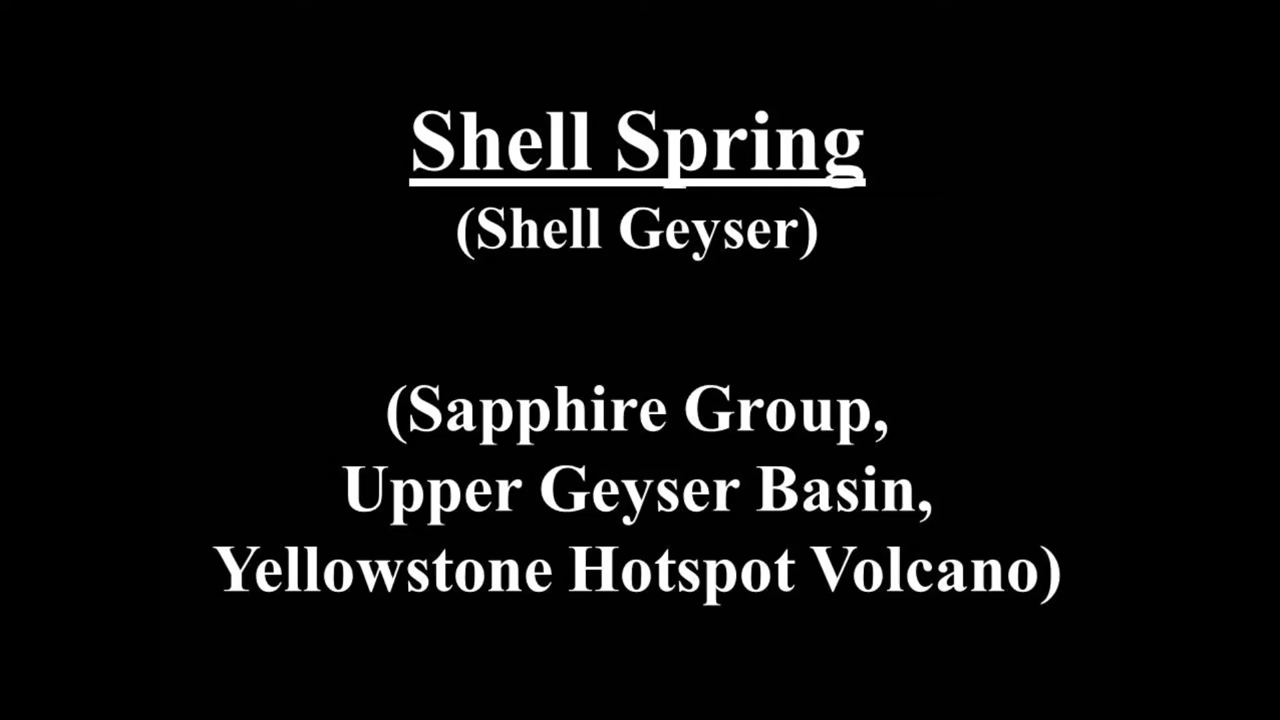 Shell Spring
(Shell Geyser)
(Sapphire Group,
Upper Geyser Basin,
Yellowstone Hotspot Volcano)